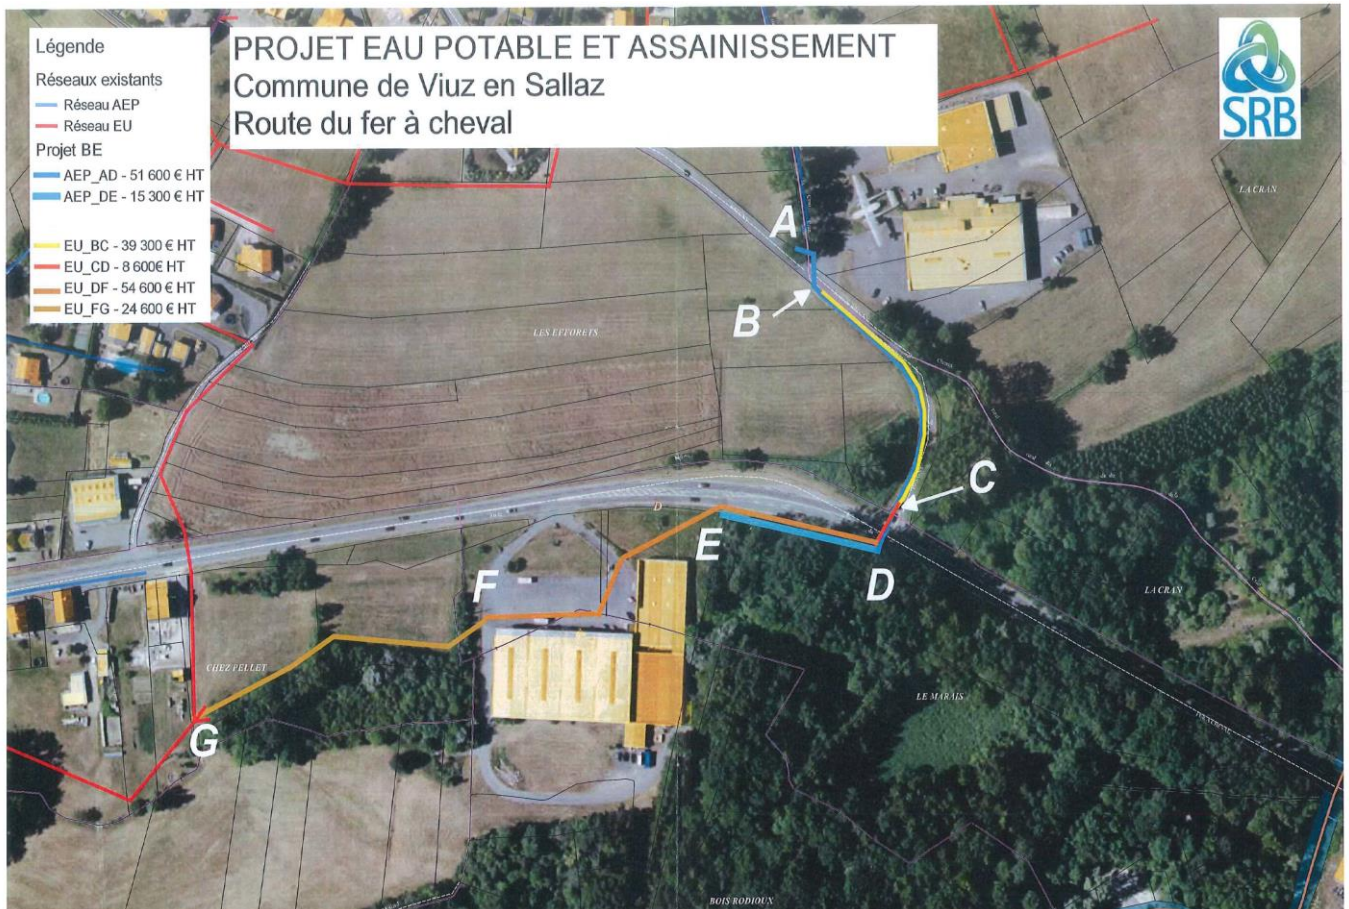 Légende
Réseaux existants
Réseau AEP
Réseau EU
Projet BE
AEP_AD - 51 600 € HT
AEP_DE - 15 300 € HT
EU_BC - 39 300 € HT
EU_CD - 8 600€ HT
EU_DF - 54 600 € HT
EU_FG - 24 600 € HT
PROJET EAU POTABLE ET ASSAINISSEMENT
Commune de Viuz en Sallaz
Route du fer à cheval
SRB
LA CRAN
A
B
C
D
E
F
G
D
CHEZ PELLET
LA CRAN
LE MARAIS
BOIS RODIOUX